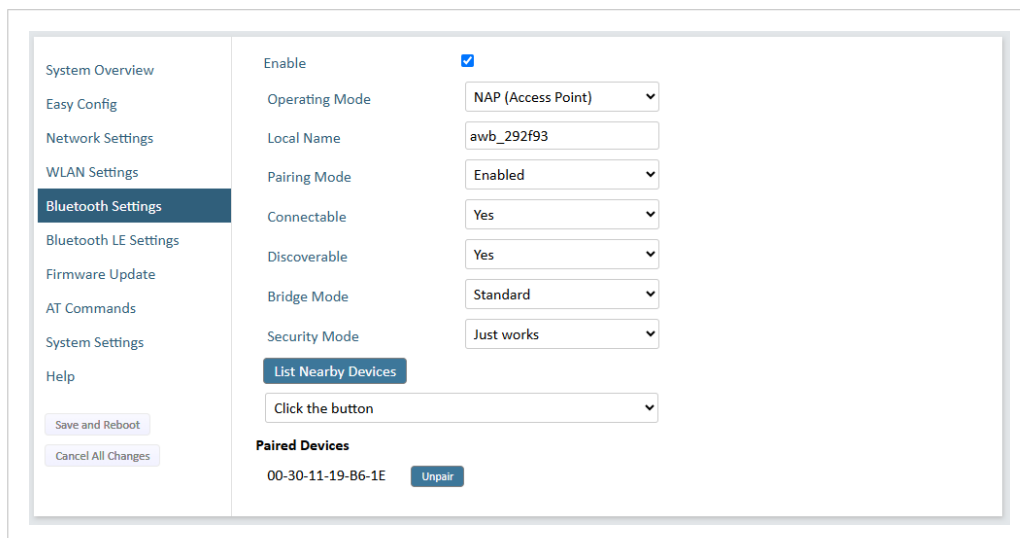 System Overview
Easy Config
Network Settings
WLAN Settings
Bluetooth Settings
Bluetooth LE Settings
Firmware Update
AT Commands
System Settings
Help
Save and Reboot
Cancel All Changes
Enable
Operating Mode NAP (Access Point)
Local Name awb_292f93
Pairing Mode Enabled
Connectable Yes
Discoverable Yes
Bridge Mode Standard
Security Mode Just works
List Nearby Devices
Click the button
Paired Devices
00-30-11-19-B6-1E Unpair